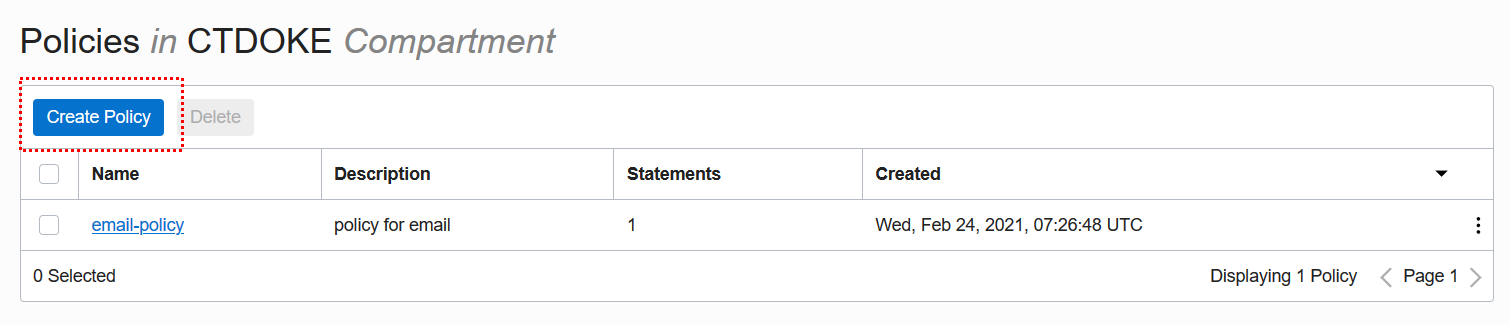 Policies in CTDOKE Compartment
Create Policy Delete
Name Description Statements Created
email-policy policy for email 1 Wed, Feb 24, 2021, 07:26:48 UTC
0 Selected Displaying 1 Policy Page 1